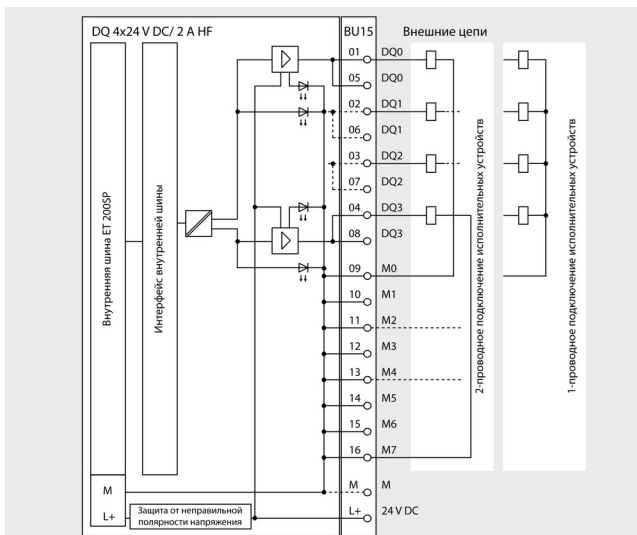 DQ 4x24 V DC/ 2 A HF
BU15
Внешние цепи
01 DQ0
05 DQ0
02 DQ1
06 DQ1
03 DQ2
07 DQ2
04 DQ3
08 DQ3
09 M0
10 M1
11 M2
12 M3
13 M4
14 M5
15 M6
16 M7
M M
L+ 24 V DC
Внутренняя шина ET 200SP
Интерфейс внутренней шины
M
L+
Защита от неправильной
полярности напряжения
2-проводное подключение исполнительных устройств
1-проводное подключение исполнительных устройств